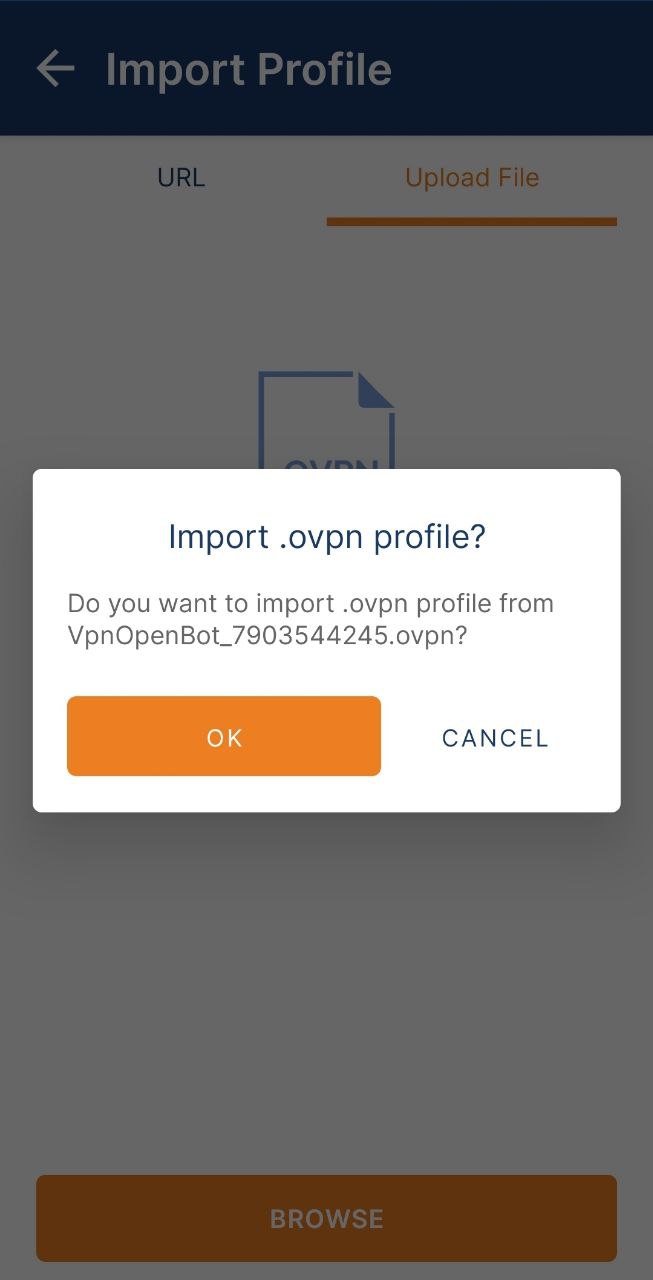 Import Profile
URL
Upload File
OVPN
Import .ovpn profile?
Do you want to import .ovpn profile from
VpnOpenBot_7903544245.ovpn?
OK
CANCEL
BROWSE